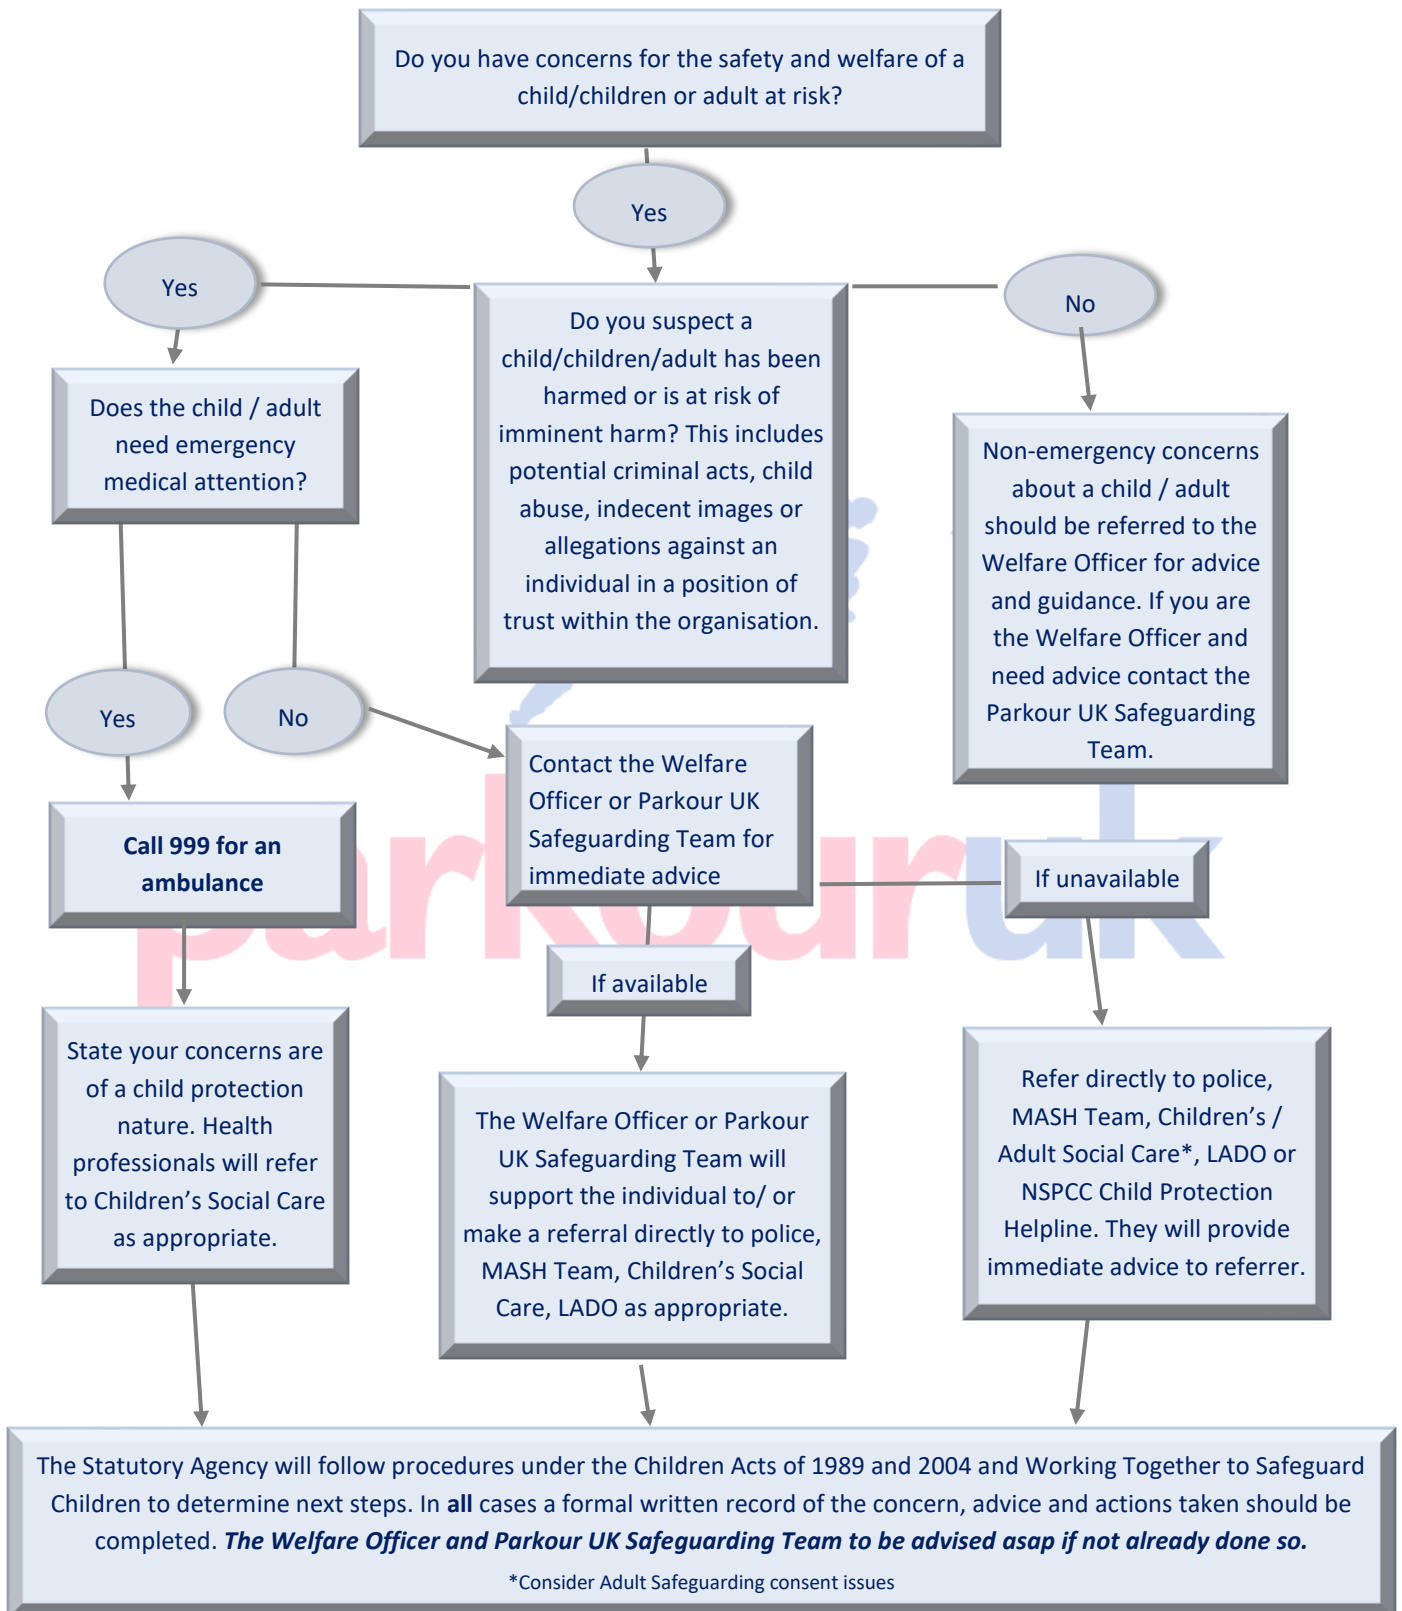 Do you have concerns for the safety and welfare of a
child/children or adult at risk?
Yes
Yes
No
Do you suspect a
child/children/adult has been
harmed or is at risk of
imminent harm? This includes
potential criminal acts, child
abuse, indecent images or
allegations against an
individual in a position of
trust within the organisation.
Does the child / adult
need emergency
medical attention?
Non-emergency concerns
about a child / adult
should be referred to the
Welfare Officer for advice
and guidance. If you are
the Welfare Officer and
need advice contact the
Parkour UK Safeguarding
Team.
Yes
No
Contact the Welfare
Officer or Parkour UK
Safeguarding Team for
immediate advice
Call 999 for an
ambulance
If unavailable
parkouruk
If available
State your concerns are
of a child protection
nature. Health
professionals will refer
to Children’s Social Care
as appropriate.
The Welfare Officer or Parkour
UK Safeguarding Team will
support the individual to/ or
make a referral directly to police,
MASH Team, Children’s Social
Care, LADO as appropriate.
Refer directly to police,
MASH Team, Children’s /
Adult Social Care*, LADO or
NSPCC Child Protection
Helpline. They will provide
immediate advice to referrer.
The Statutory Agency will follow procedures under the Children Acts of 1989 and 2004 and Working Together to Safeguard
Children to determine next steps. In all cases a formal written record of the concern, advice and actions taken should be
completed. The Welfare Officer and Parkour UK Safeguarding Team to be advised asap if not already done so.
*Consider Adult Safeguarding consent issues